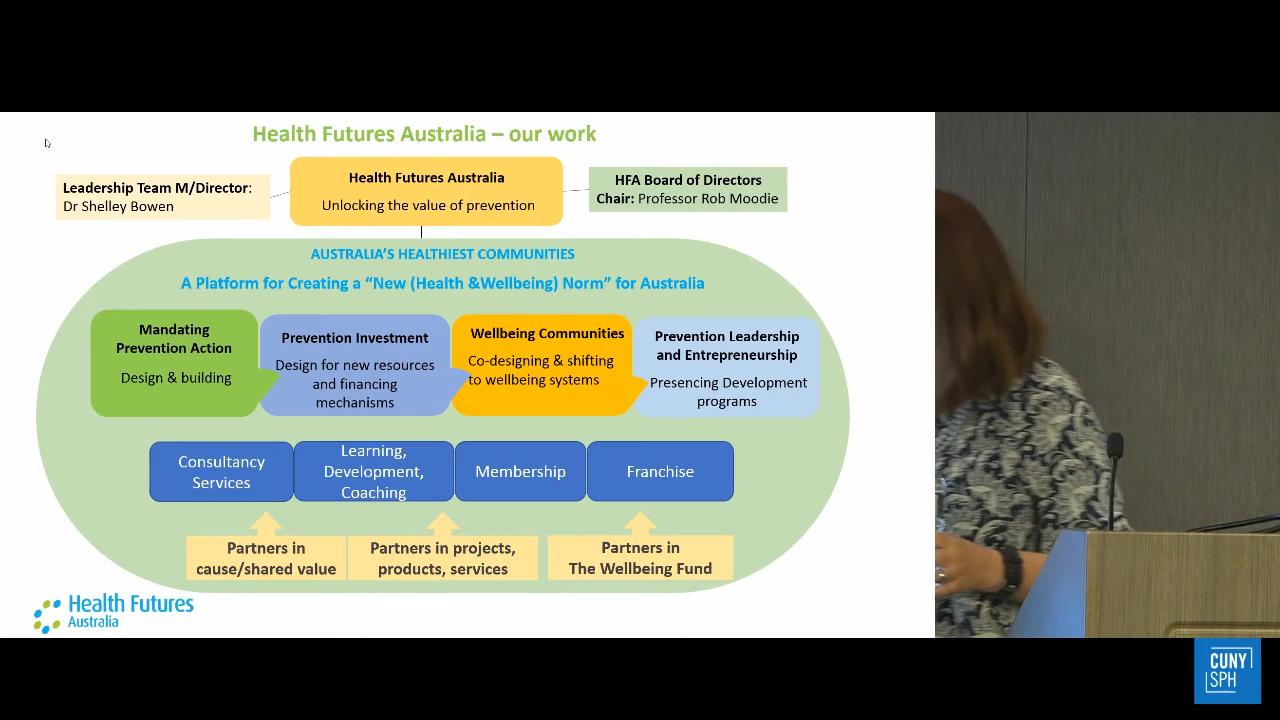 Health Futures Australia – our work
Leadership Team M/Director:
Dr Shelley Bowen
Health Futures Australia
Unlocking the value of prevention
HFA Board of Directors
Chair: Professor Rob Moodie
AUSTRALIA'S HEALTHIEST COMMUNITIES
A Platform for Creating a “New (Health &Wellbeing) Norm” for Australia
Mandating
Prevention Action
Design & building
Prevention Investment
Design for new resources
and financing
mechanisms
Wellbeing Communities
Co-designing & shifting
to wellbeing systems
Prevention Leadership
and Entrepreneurship
Presencing Development
programs
Consultancy
Services
Learning,
Development,
Coaching
Membership
Franchise
Partners in
cause/shared value
Partners in projects,
products, services
Partners in
The Wellbeing Fund
Health Futures
Australia
CUNY
SPH